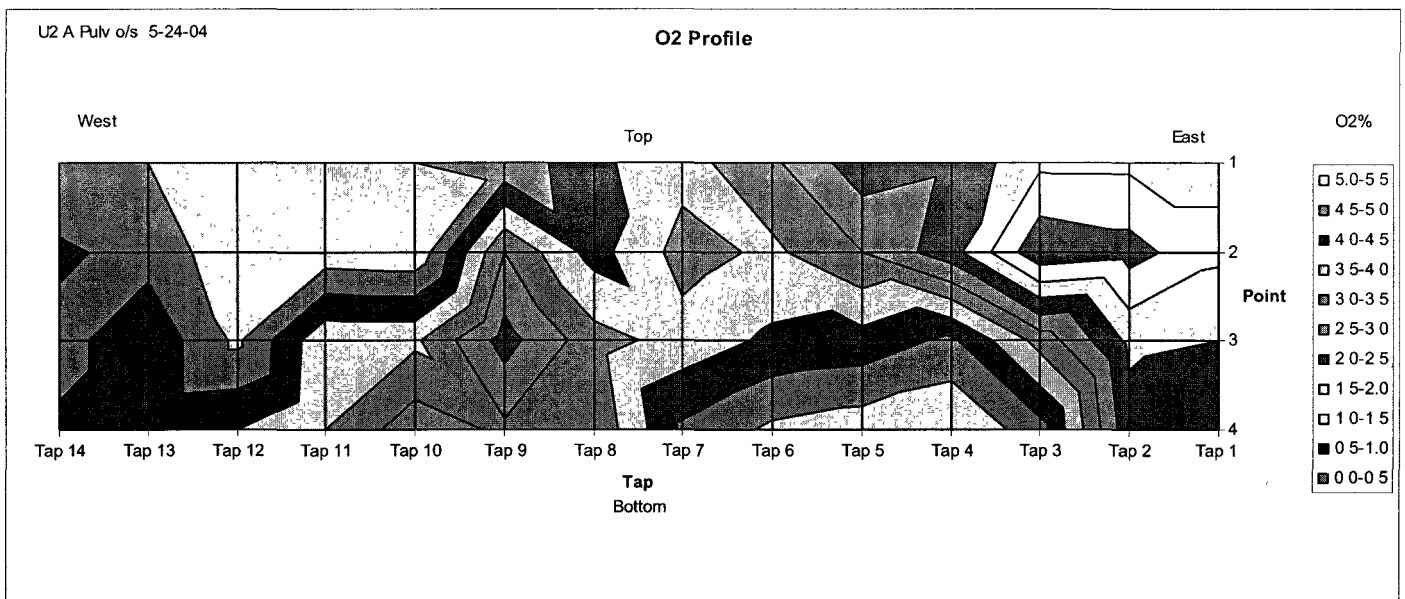 U2 A Pulv o/s 5-24-04
O2 Profile
West
Top
East
O2%
1
2
3
4
Point
5.0-5 5
4 5-5 0
4 0-4 5
3 5-4 0
3 0-3 5
2 5-3 0
2 0-2 5
1 5-2.0
1 0-1 5
0 5-1.0
0 0-0 5
Tap 14 Tap 13 Tap 12 Tap 11 Tap 10 Tap 9 Tap 8 Tap 7 Tap 6 Tap 5 Tap 4 Tap 3 Tap 2 Tap 1
Tap
Bottom